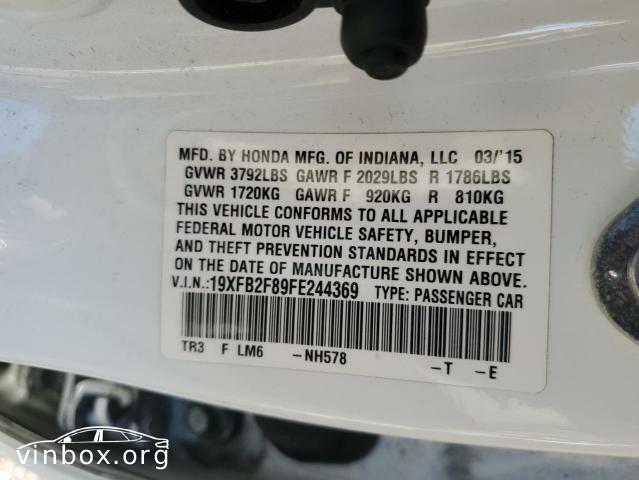 MFD. BY HONDA MFG. OF INDIANA, LLC 03/'15
GVWR 3792LBS GAWR F 2029LBS R 1786LBS
GVWR 1720KG GAWR F 920KG R 810KG
THIS VEHICLE CONFORMS TO ALL APPLICABLE
FEDERAL MOTOR VEHICLE SAFETY, BUMPER,
AND THEFT PREVENTION STANDARDS IN EFFECT
ON THE DATE OF MANUFACTURE SHOWN ABOVE.
V.I.N.:19XFB2F89FE244369 TYPE: PASSENGER CAR
TR3 F LM6 -NH578 -T -E
vinbox.org